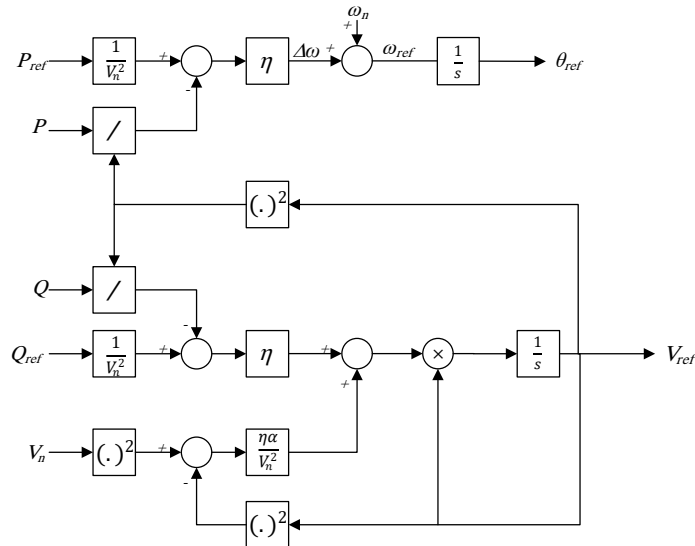 P_ref 1/V_n^2 + - η Δω + + ω_n ω_ref 1/s θ_ref
P /
(.)^2
Q / -
Q_ref 1/V_n^2 + η + + × 1/s V_ref
V_n (.)^2 + - ηα/V_n^2
(.)^2